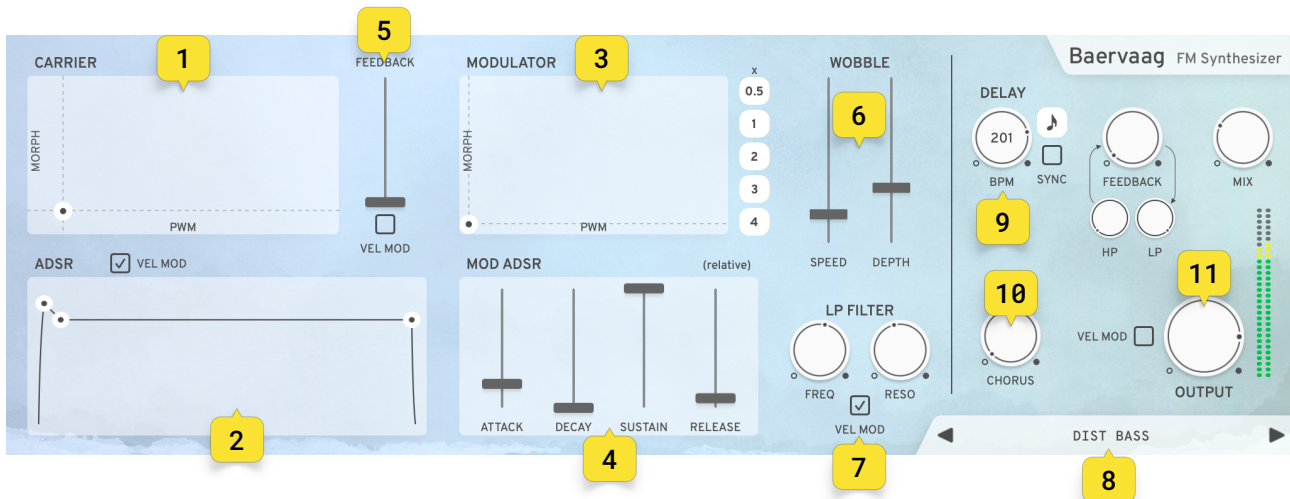 1
5
3
CARRIER
FEEDBACK
MODULATOR
x
WOBBLE
Baervaag FM Synthesizer
MORPH
PWM
VEL MOD
MORPH
PWM
0.5
1
2
3
4
6
SPEED
DEPTH
DELAY
201
BPM
SYNC
FEEDBACK
MIX
HP
LP
9
ADSR
VEL MOD
2
MOD ADSR
(relative)
ATTACK
DECAY
SUSTAIN
RELEASE
4
LP FILTER
FREQ
RESO
VEL MOD
7
10
CHORUS
11
VEL MOD
OUTPUT
DIST BASS
8